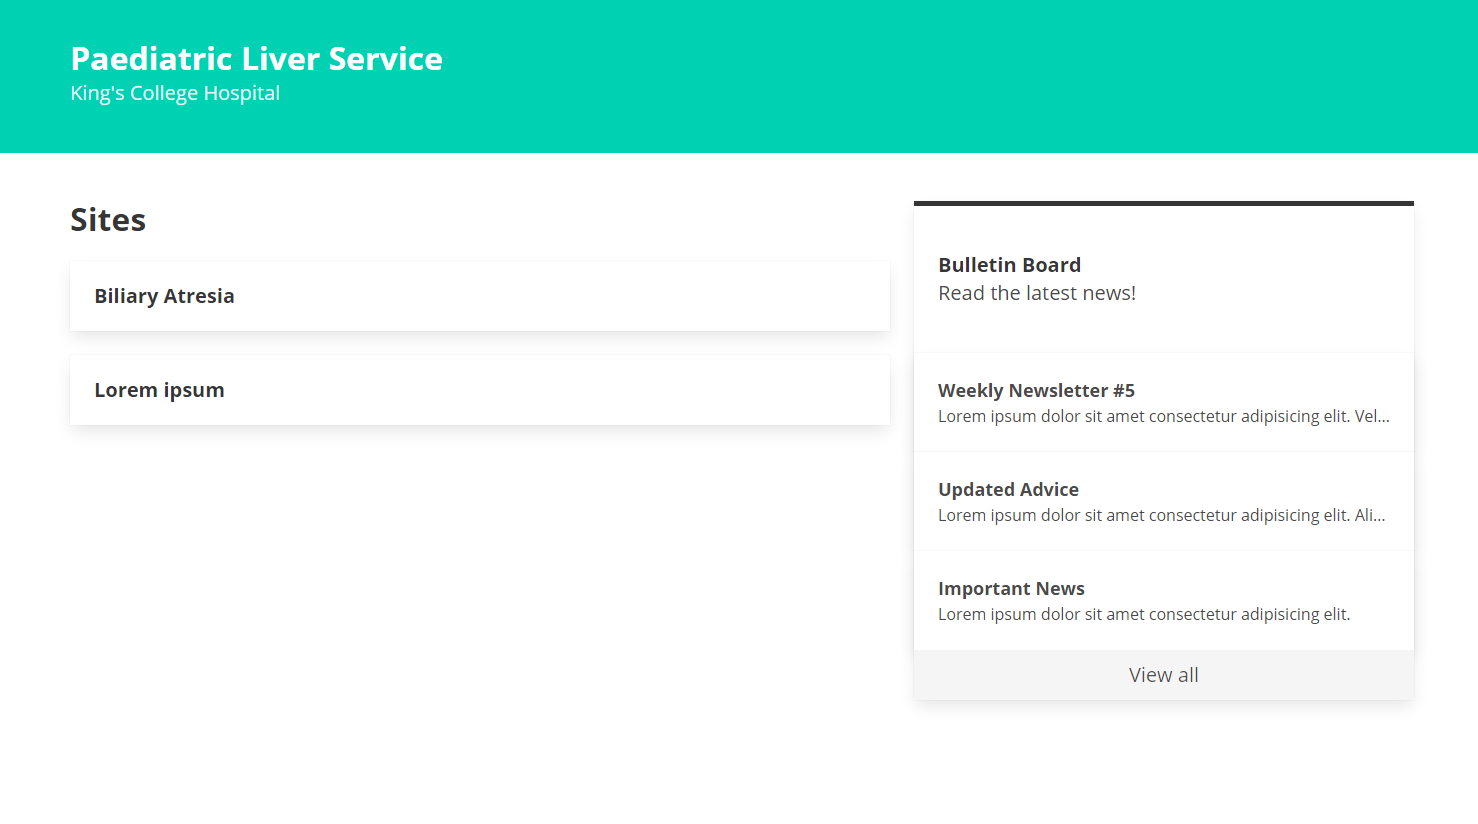 Paediatric Liver Service
King's College Hospital
Sites
Biliary Atresia
Lorem ipsum
Bulletin Board
Read the latest news!
Weekly Newsletter #5
Lorem ipsum dolor sit amet consectetur adipisicing elit. Vel...
Updated Advice
Lorem ipsum dolor sit amet consectetur adipisicing elit. Ali...
Important News
Lorem ipsum dolor sit amet consectetur adipisicing elit.
View all